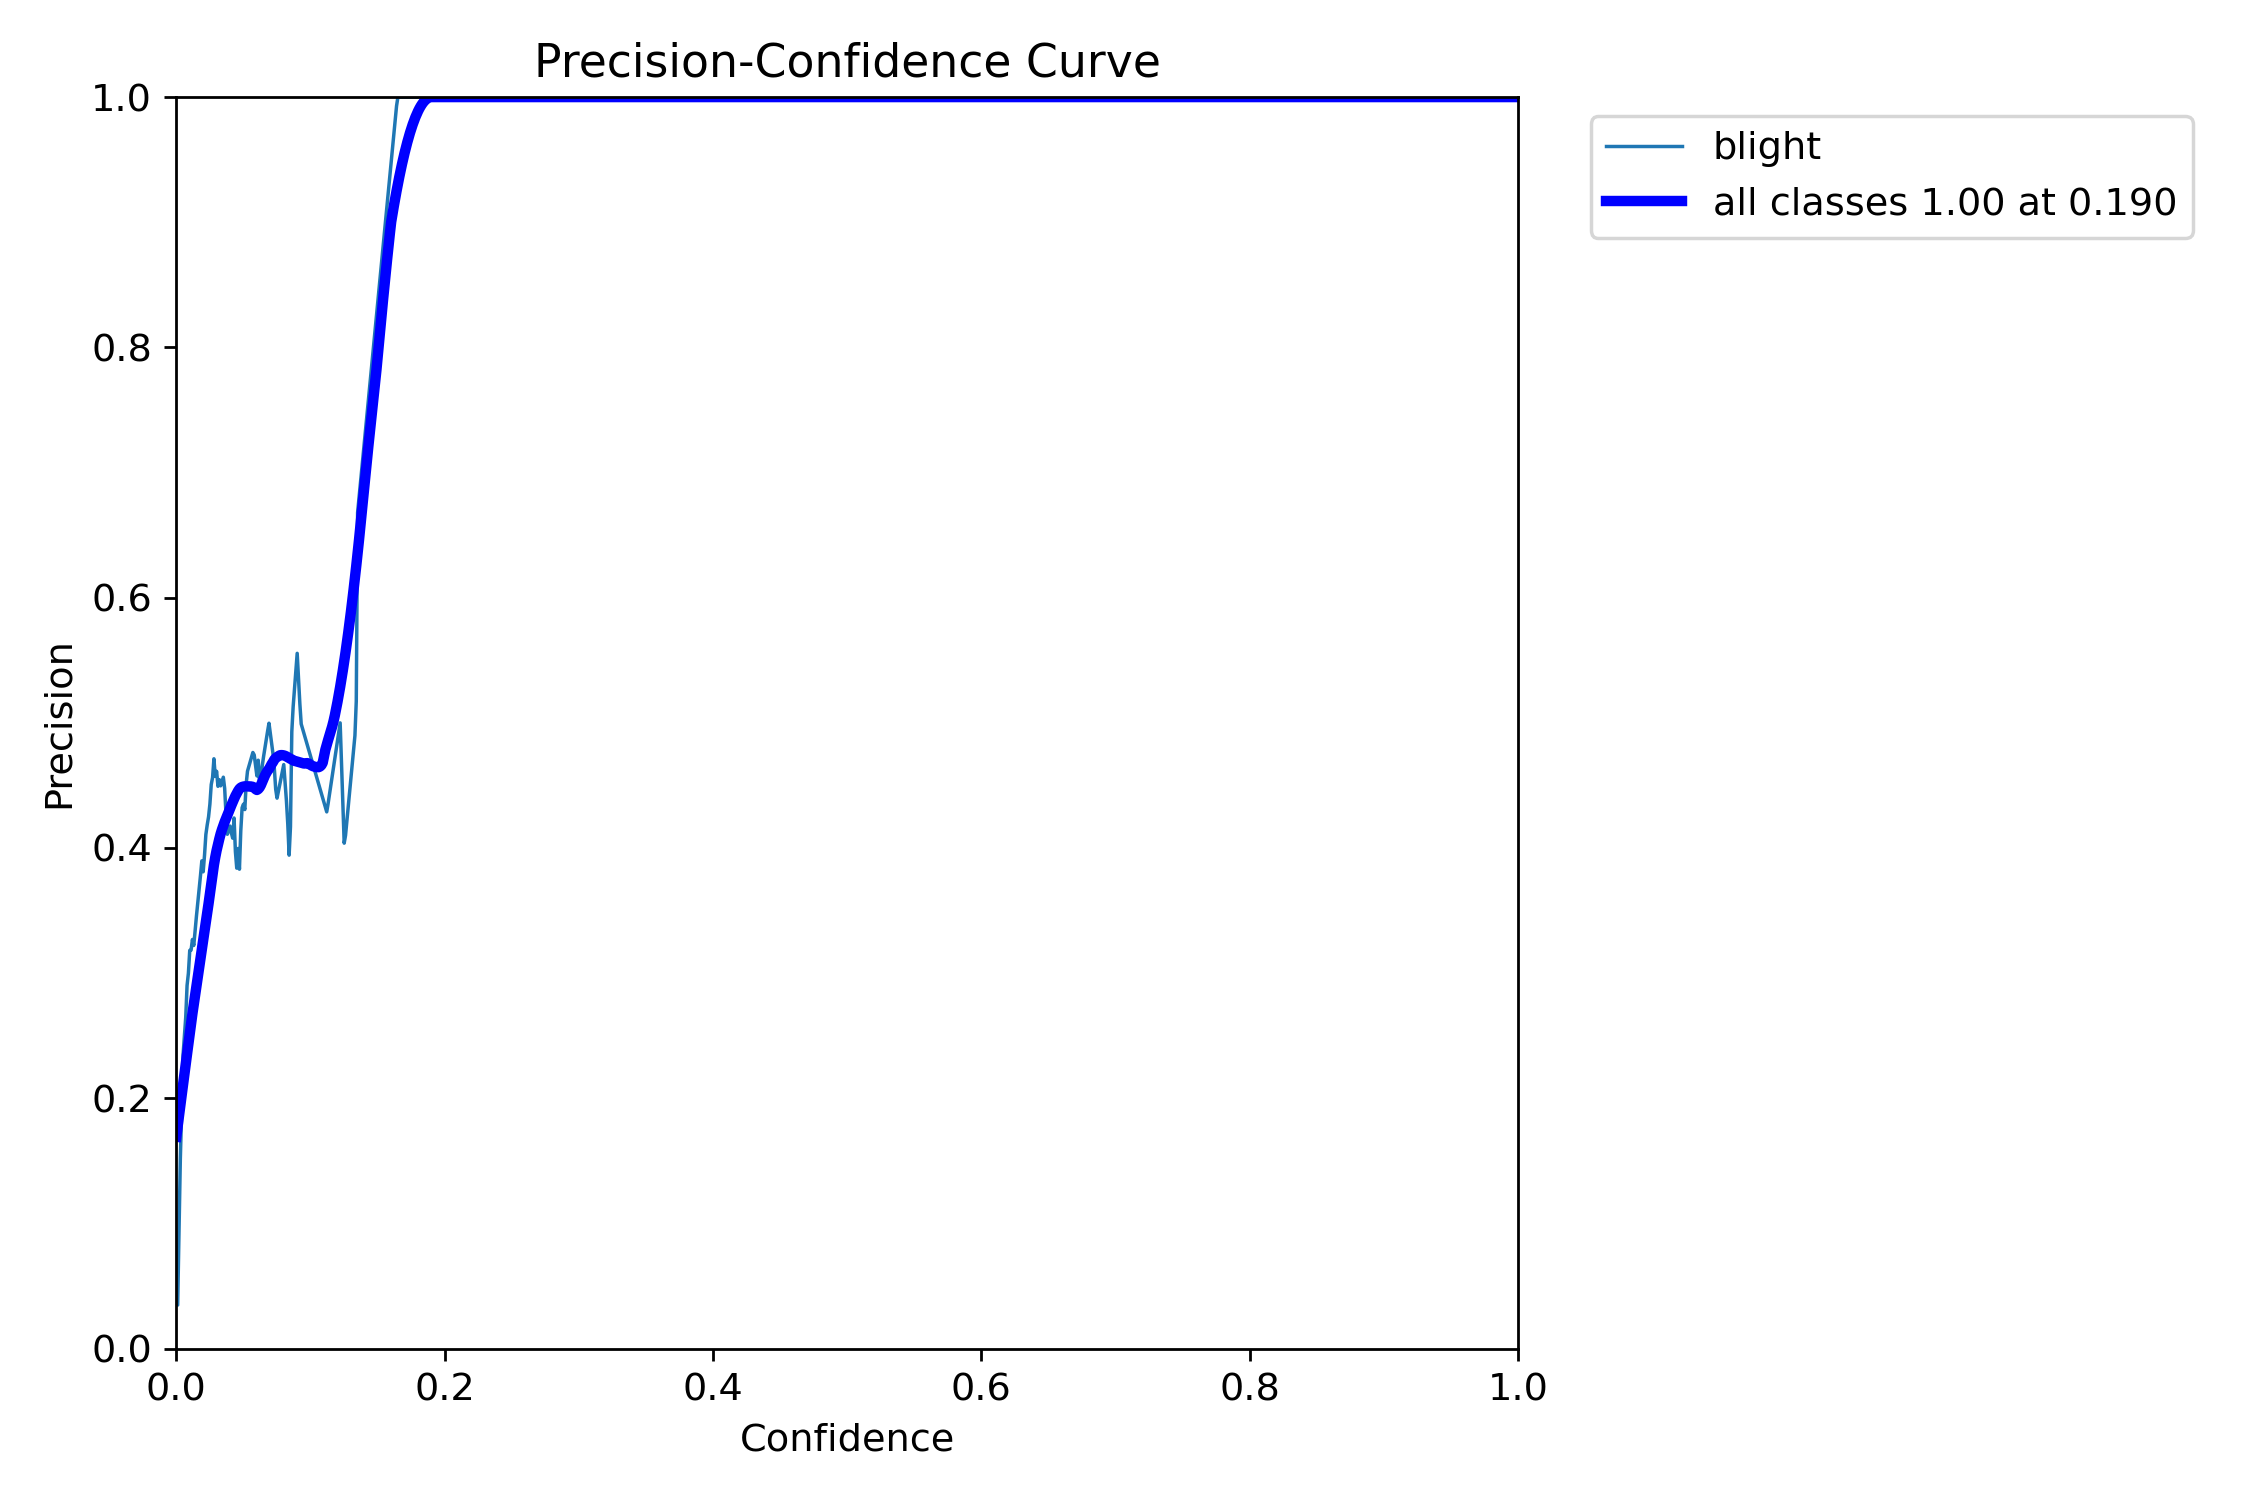 Precision-Confidence Curve
1.0
0.8
0.6
0.4
0.2
0.0
Precision
0.0 0.2 0.4 0.6 0.8 1.0
Confidence
blight
all classes 1.00 at 0.190